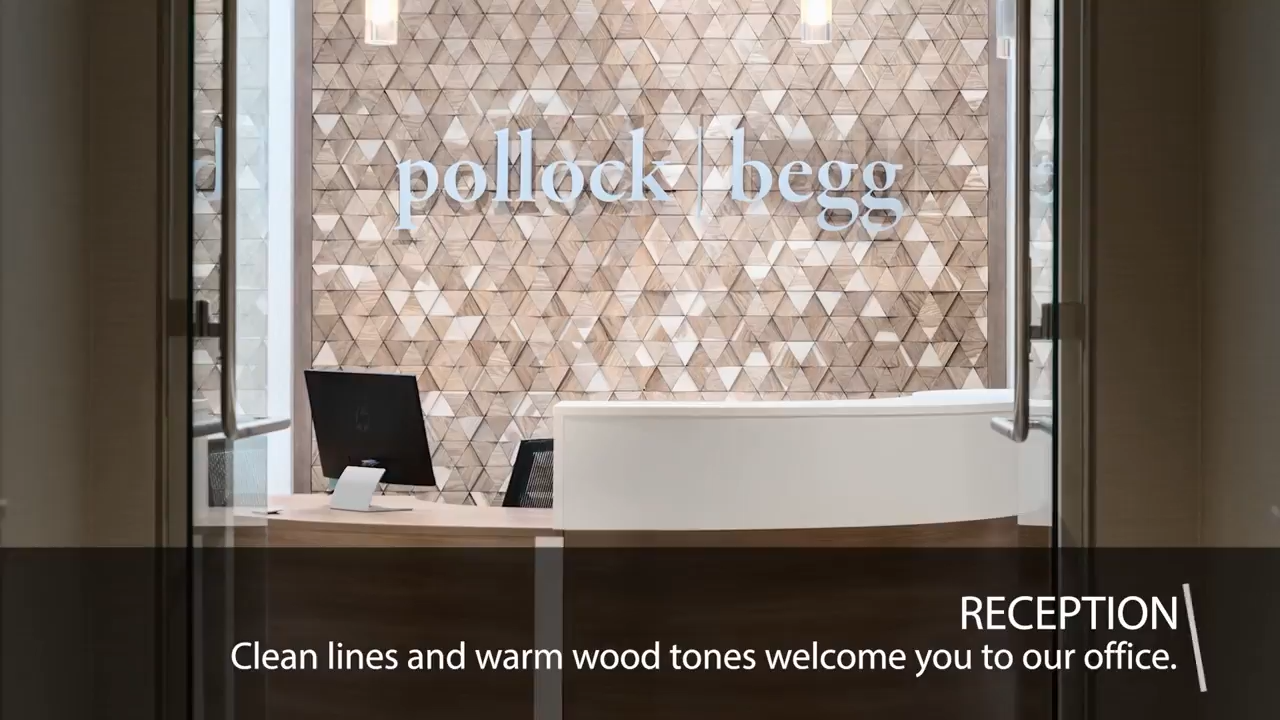 pollock | begg
RECEPTION
Clean lines and warm wood tones welcome you to our office.